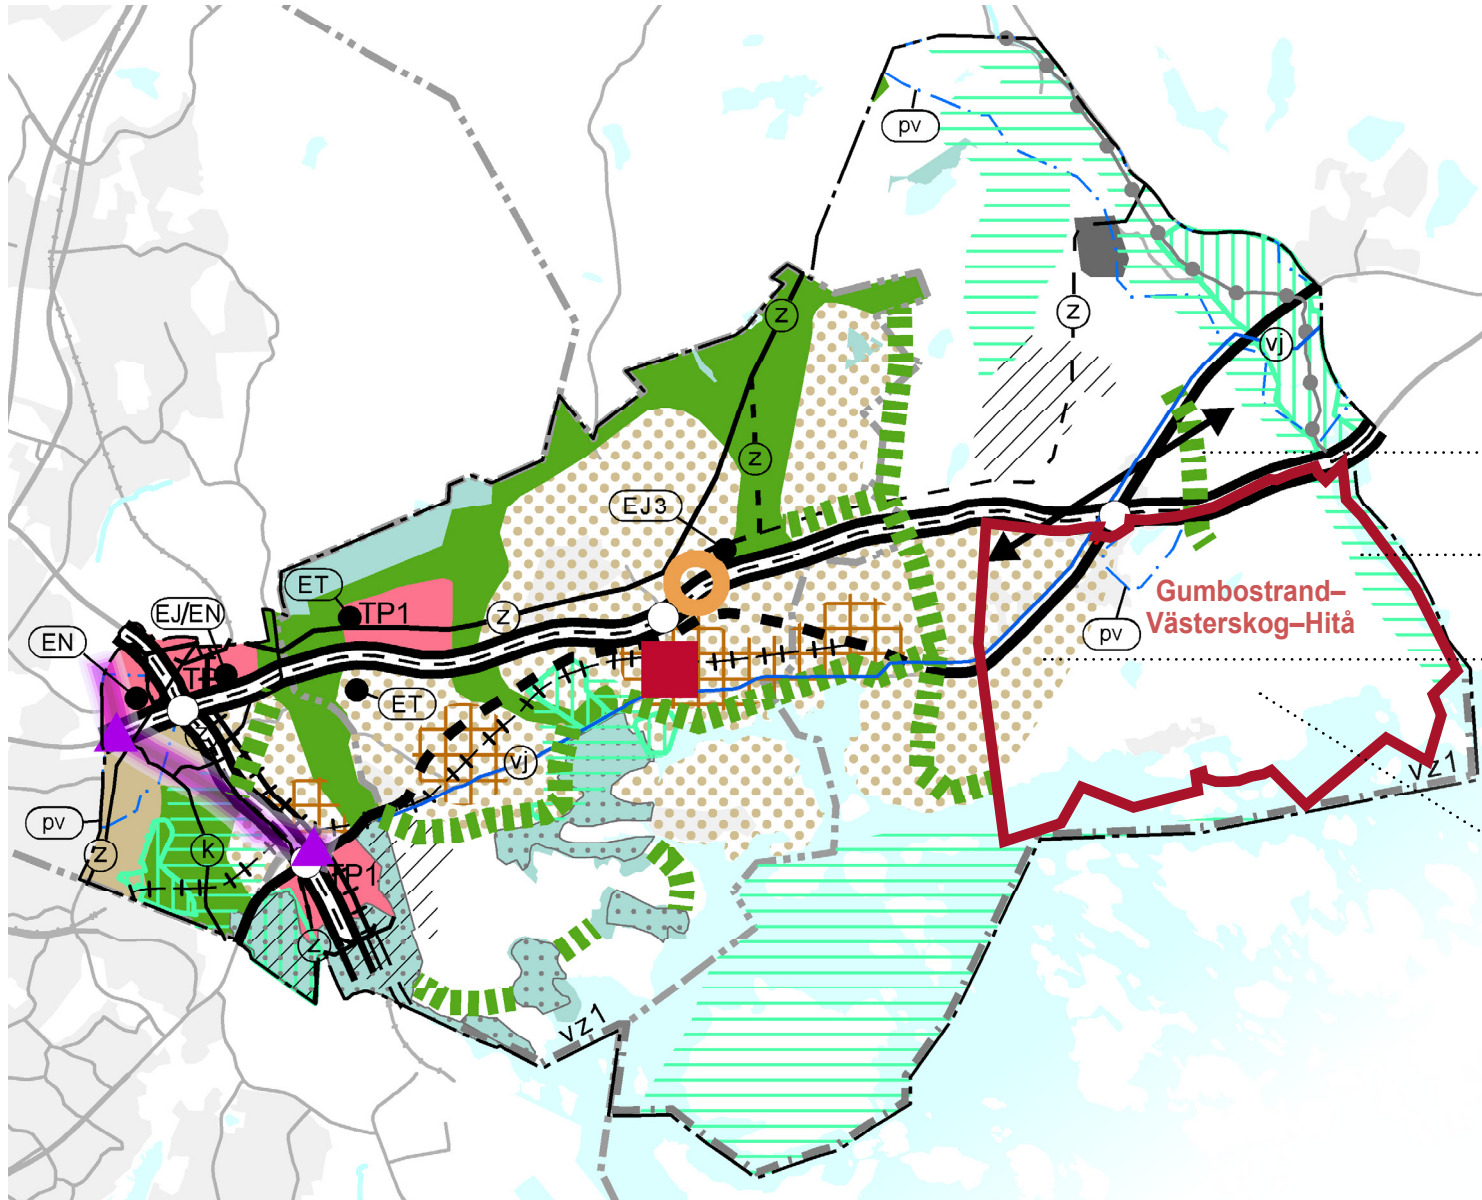 pv
z
z
vj
z
EJ3
ET
TP1
EJ/EN
z
Gumbostrand–
Västerskog–Hitå
EN
pv
T
ET
z
vj
vz1
pv
z
k
TP1
z
vz1